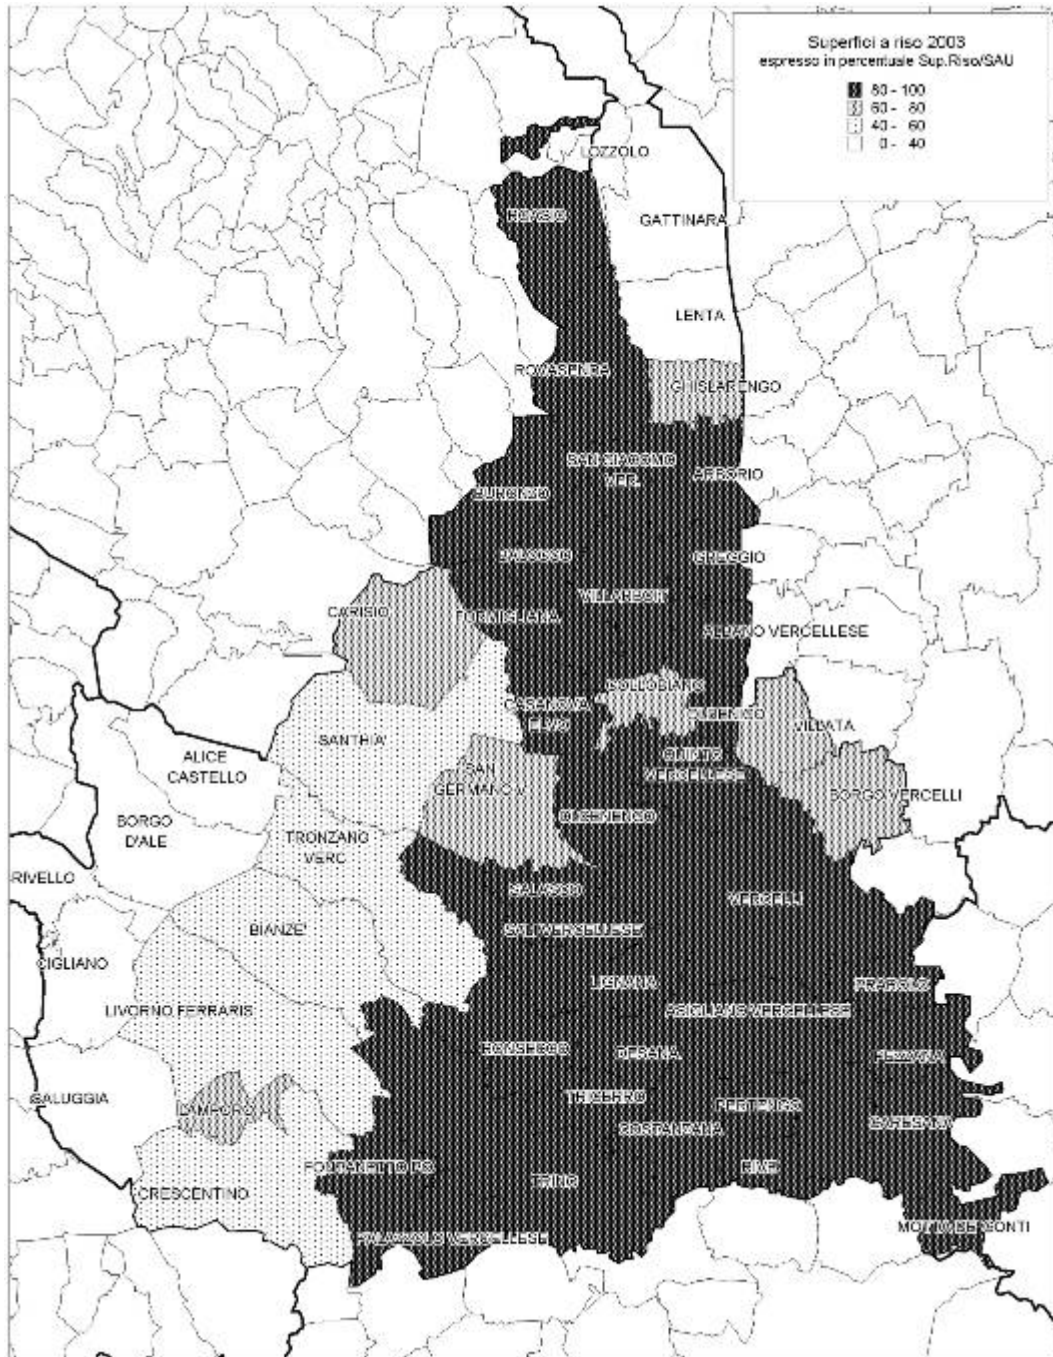 Superfici a riso 2003
espresso in percentuale Sup.Riso/SAU
80 - 100
60 - 80
40 - 60
0 - 40
LOZZOLO
ROASIO
GATTINARA
LENTA
ROVASENDA
GHISLARENGO
SAN GIACOMO
VER.
ARBORIO
BURONZO
BALOCCO
GREGGIO
VILLARBOIT
CARISIO
FORMIGLIANA
ALBANO VERCELLESE
COLLOBIANO
CASANOVA
ELVO
OLDENICO
VILLATA
SANTHIA'
QUINTO
VERCELLESE
ALICE
CASTELLO
SAN
GERMANO V
BORGO VERCELLI
OLCENENGO
BORGO
D'ALE
TRONZANO
VERC
RIVELLO
SALASCO
VERCELLI
BIANZE'
SALI VERCELLESE
CIGLIANO
LIGNANA
PRAROLO
LIVORNO FERRARIS
ASIGLIANO VERCELLESE
RONSECCO
DESANA
PEZZANA
SALUGGIA
LAMPORO
TRICERRO
PERTENGO
COSTANZANA
CARESANA
FONTANETTO PO
RIVE
CRESCENTINO
TRINO
PALAZZOLO VERCELLESE
MOTTA DE' CONTI